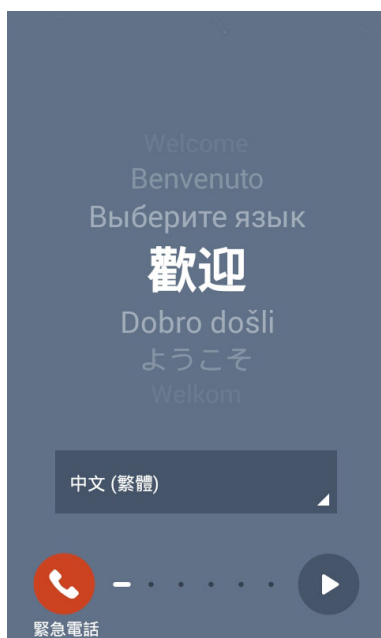 Welcome
Benvenuto
Выберите язык
歡迎
Dobro došli
ようこそ
Welkom
中文 (繁體)
緊急電話